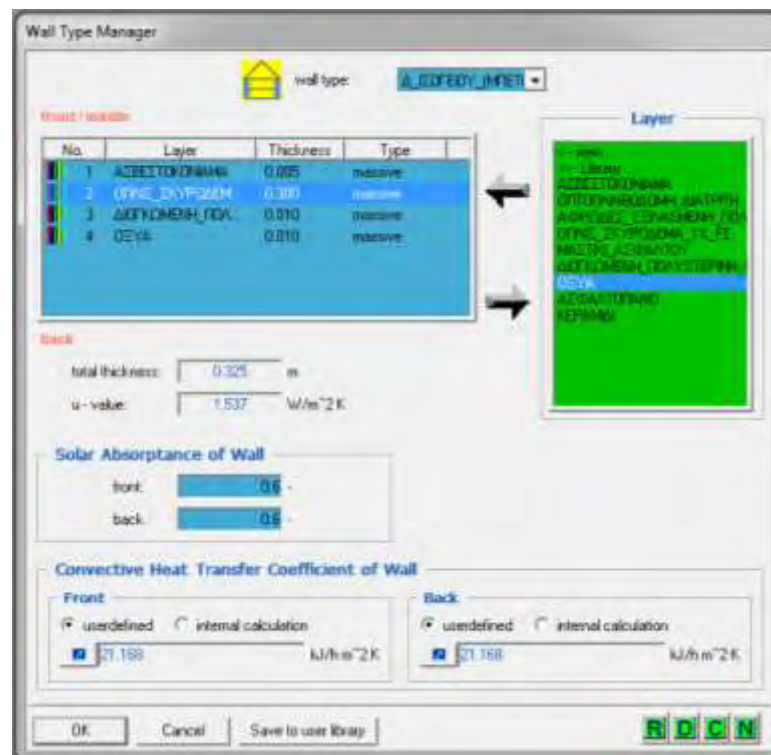 Wall Type Manager
wall type:
front / inside
Layer
No. Layer Thickness Type
1 ΑΣΒΕΣΤΟΚΟΝΙΑΜΑ 0.005 massive
2 0.300 massive
3 ΔΙΟΓΚΩΜΕΝΗ_ΠΟΛ... 0.010 massive
4 ΟΞΥΑ 0.010 massive
ΑΣΒΕΣΤΟΚΟΝΙΑΜΑ
ΟΞΥΑ
ΑΣΦΑΛΤΟΠΑΝΟ
ΚΕΡΑΜΙΔΙ
back
total thickness: 0.325 m
u - value: 1.537 W/m^2 K
Solar Absorptance of Wall
front: 0.6 -
back: 0.6 -
Convective Heat Transfer Coefficient of Wall
Front
userdefined internal calculation
21.168 kJ/h m^2 K
Back
userdefined internal calculation
21.168 kJ/h m^2 K
OK Cancel Save to user library R D C N